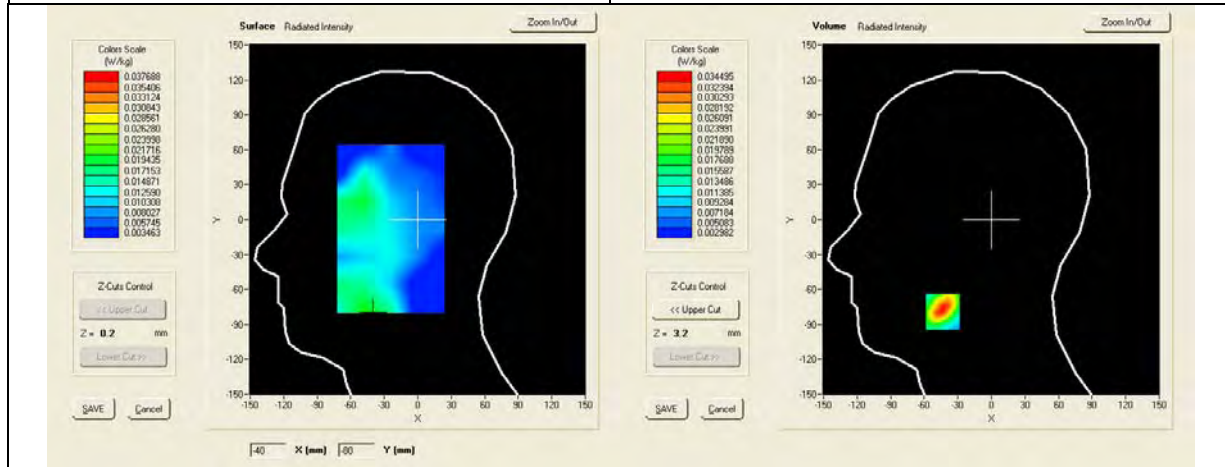 Surface Radiated Intensity
Zoom In/Out
Colors Scale
(W/kg)
0.037688
0.035406
0.033124
0.030843
0.028561
0.026280
0.023998
0.021716
0.019435
0.017153
0.014871
0.012590
0.010308
0.008027
0.005745
0.003463
Z-Cuts Control
<< Upper Cut
Z = 0.2 mm
Lower Cut >>
SAVE Cancel
150
120
90
60
30
0
-30
-60
-90
-120
-150
Y
-150 -120 -90 -60 -30 0 30 60 90 120 150
X
-40 X (mm) -80 Y (mm)
Volume Radiated Intensity
Zoom In/Out
Colors Scale
(W/kg)
0.034495
0.032394
0.030293
0.028192
0.026091
0.023991
0.021890
0.019789
0.017688
0.015587
0.013486
0.011385
0.009284
0.007184
0.005083
0.002982
Z-Cuts Control
<< Upper Cut
Z = 3.2 mm
Lower Cut >>
SAVE Cancel
150
120
90
60
30
0
-30
-60
-90
-120
-150
Y
-150 -120 -90 -60 -30 0 30 60 90 120 150
X